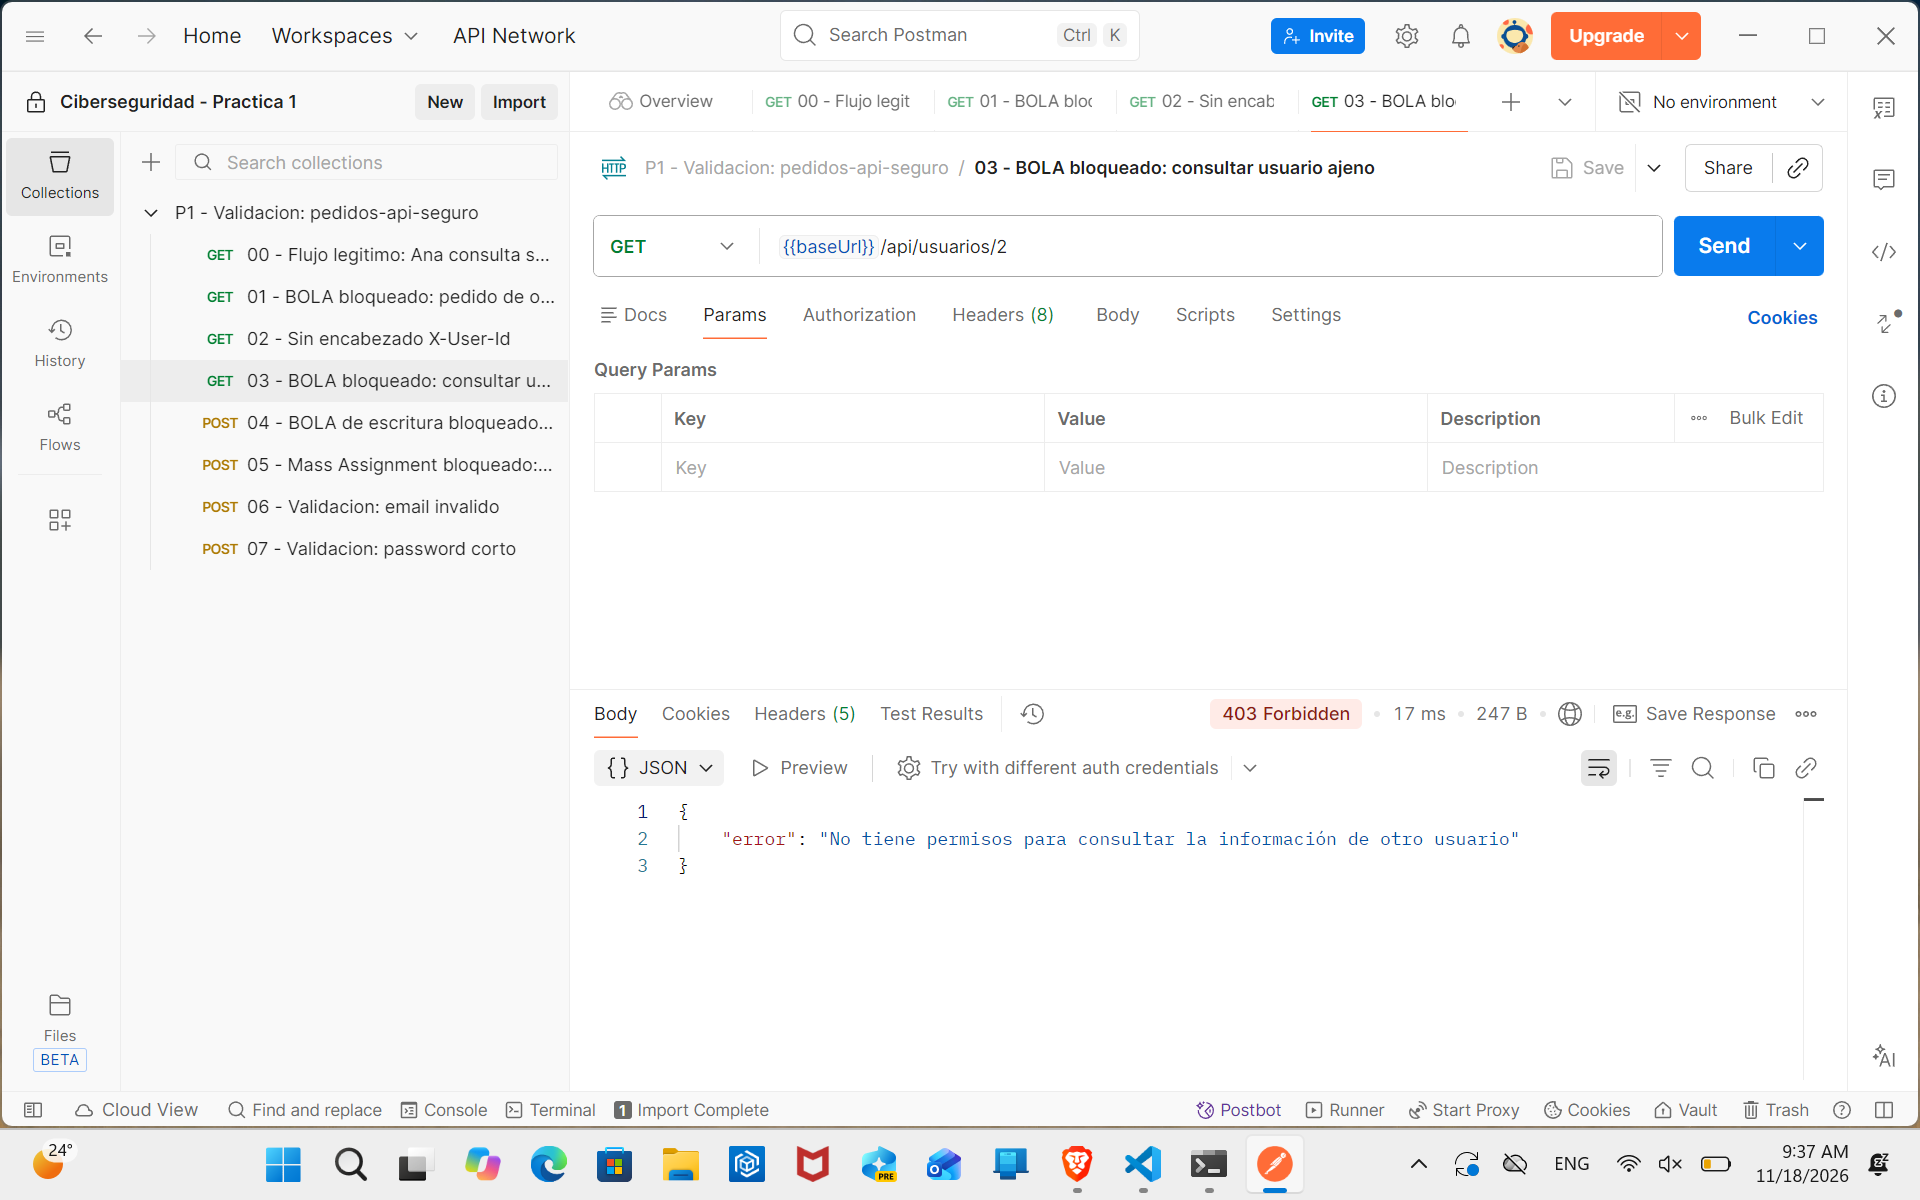 Home
Workspaces
API Network
Search Postman
Ctrl K
Invite
Upgrade
Ciberseguridad - Practica 1
New
Import
Overview
GET 00 - Flujo legit
GET 01 - BOLA bloc
GET 02 - Sin encab
GET 03 - BOLA blo
No environment
Collections
Environments
History
Flows
Files
BETA
Search collections
P1 - Validacion: pedidos-api-seguro
GET 00 - Flujo legitimo: Ana consulta s...
GET 01 - BOLA bloqueado: pedido de o...
GET 02 - Sin encabezado X-User-Id
GET 03 - BOLA bloqueado: consultar u...
POST 04 - BOLA de escritura bloqueado...
POST 05 - Mass Assignment bloqueado:...
POST 06 - Validacion: email invalido
POST 07 - Validacion: password corto
HTTP P1 - Validacion: pedidos-api-seguro / 03 - BOLA bloqueado: consultar usuario ajeno
Save
Share
GET {{baseUrl}} /api/usuarios/2
Send
Docs Params Authorization Headers (8) Body Scripts Settings
Cookies
Query Params
Key Value Description Bulk Edit
Key Value Description
Body Cookies Headers (5) Test Results
403 Forbidden • 17 ms • 247 B
e.g. Save Response
{} JSON Preview Try with different auth credentials
1 {
2 "error": "No tiene permisos para consultar la información de otro usuario"
3 }
AI
Cloud View Find and replace Console Terminal 1 Import Complete
Postbot Runner Start Proxy Cookies Vault Trash
24°
PRE
ENG
9:37 AM
11/18/2026